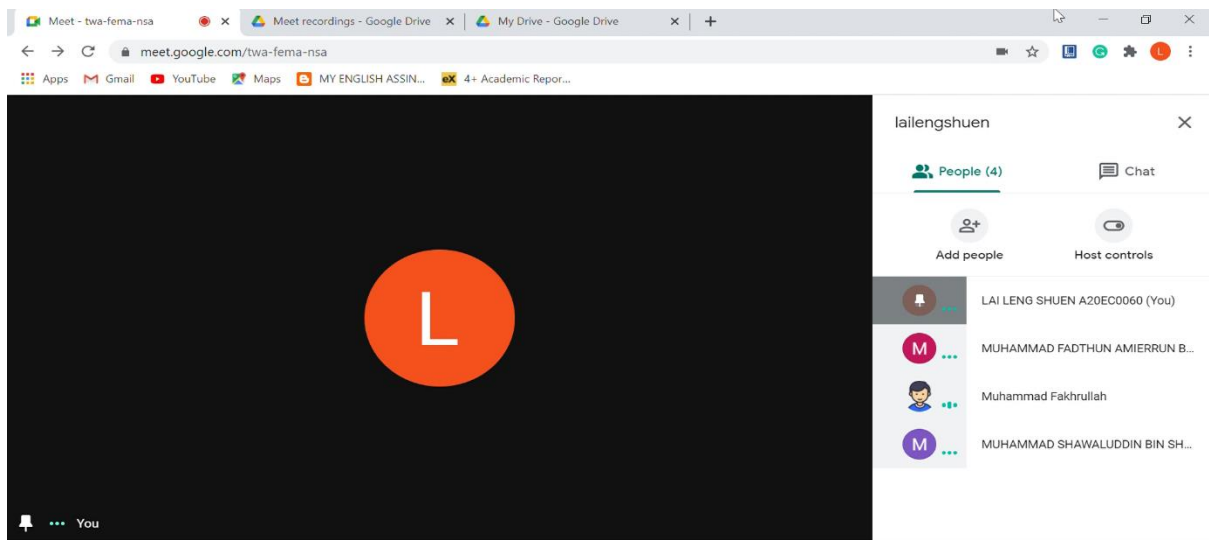 Meet - twa-fema-nsa Meet recordings - Google Drive My Drive - Google Drive
meet.google.com/twa-fema-nsa L
Apps Gmail YouTube Maps MY ENGLISH ASSIN... eX 4+ Academic Repor...
lailengshuen
People (4) Chat
Add people Host controls
L
LAI LENG SHUEN A20EC0060 (You)
M MUHAMMAD FADTHUN AMIERRUN B...
Muhammad Fakhrullah
M MUHAMMAD SHAWALUDDIN BIN SH...
You